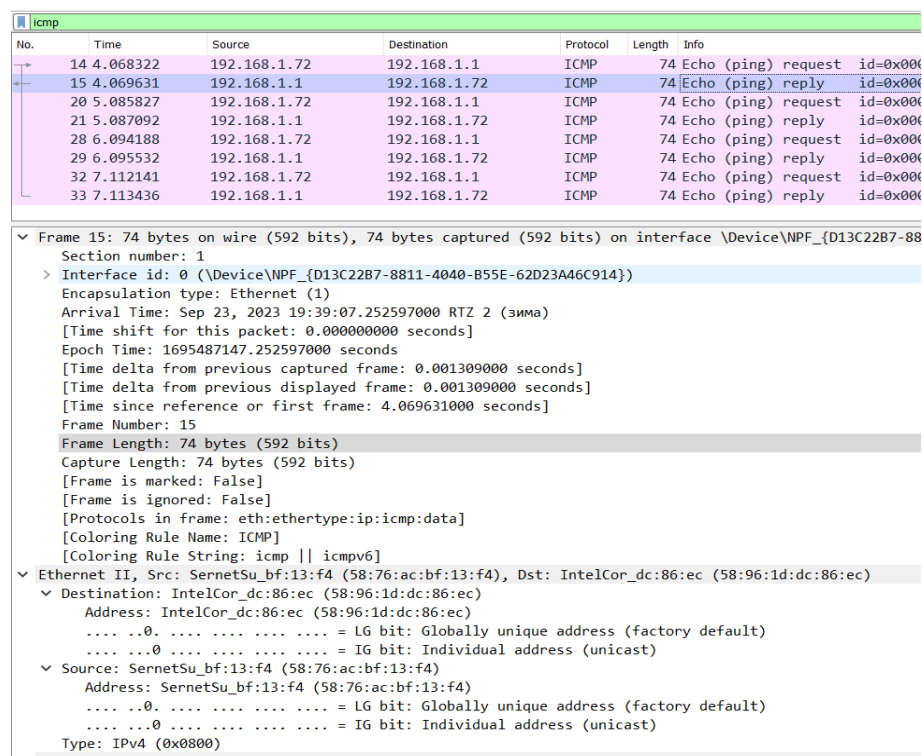 icmp
No. Time Source Destination Protocol Length Info
14 4.068322 192.168.1.72 192.168.1.1 ICMP 74 Echo (ping) request id=0x000
15 4.069631 192.168.1.1 192.168.1.72 ICMP 74 Echo (ping) reply id=0x000
20 5.085827 192.168.1.72 192.168.1.1 ICMP 74 Echo (ping) request id=0x000
21 5.087092 192.168.1.1 192.168.1.72 ICMP 74 Echo (ping) reply id=0x000
28 6.094188 192.168.1.72 192.168.1.1 ICMP 74 Echo (ping) request id=0x000
29 6.095532 192.168.1.1 192.168.1.72 ICMP 74 Echo (ping) reply id=0x000
32 7.112141 192.168.1.72 192.168.1.1 ICMP 74 Echo (ping) request id=0x000
33 7.113436 192.168.1.1 192.168.1.72 ICMP 74 Echo (ping) reply id=0x000
Frame 15: 74 bytes on wire (592 bits), 74 bytes captured (592 bits) on interface \Device\NPF_{D13C22B7-88
Section number: 1
Interface id: 0 (\Device\NPF_{D13C22B7-8811-4040-B55E-62D23A46C914})
Encapsulation type: Ethernet (1)
Arrival Time: Sep 23, 2023 19:39:07.252597000 RTZ 2 (зима)
[Time shift for this packet: 0.000000000 seconds]
Epoch Time: 1695487147.252597000 seconds
[Time delta from previous captured frame: 0.001309000 seconds]
[Time delta from previous displayed frame: 0.001309000 seconds]
[Time since reference or first frame: 4.069631000 seconds]
Frame Number: 15
Frame Length: 74 bytes (592 bits)
Capture Length: 74 bytes (592 bits)
[Frame is marked: False]
[Frame is ignored: False]
[Protocols in frame: eth:ethertype:ip:icmp:data]
[Coloring Rule Name: ICMP]
[Coloring Rule String: icmp || icmpv6]
Ethernet II, Src: SernetSu_bf:13:f4 (58:76:ac:bf:13:f4), Dst: IntelCor_dc:86:ec (58:96:1d:dc:86:ec)
Destination: IntelCor_dc:86:ec (58:96:1d:dc:86:ec)
Address: IntelCor_dc:86:ec (58:96:1d:dc:86:ec)
.... ..0. .... .... .... .... = LG bit: Globally unique address (factory default)
.... ...0 .... .... .... .... = IG bit: Individual address (unicast)
Source: SernetSu_bf:13:f4 (58:76:ac:bf:13:f4)
Address: SernetSu_bf:13:f4 (58:76:ac:bf:13:f4)
.... ..0. .... .... .... .... = LG bit: Globally unique address (factory default)
.... ...0 .... .... .... .... = IG bit: Individual address (unicast)
Type: IPv4 (0x0800)